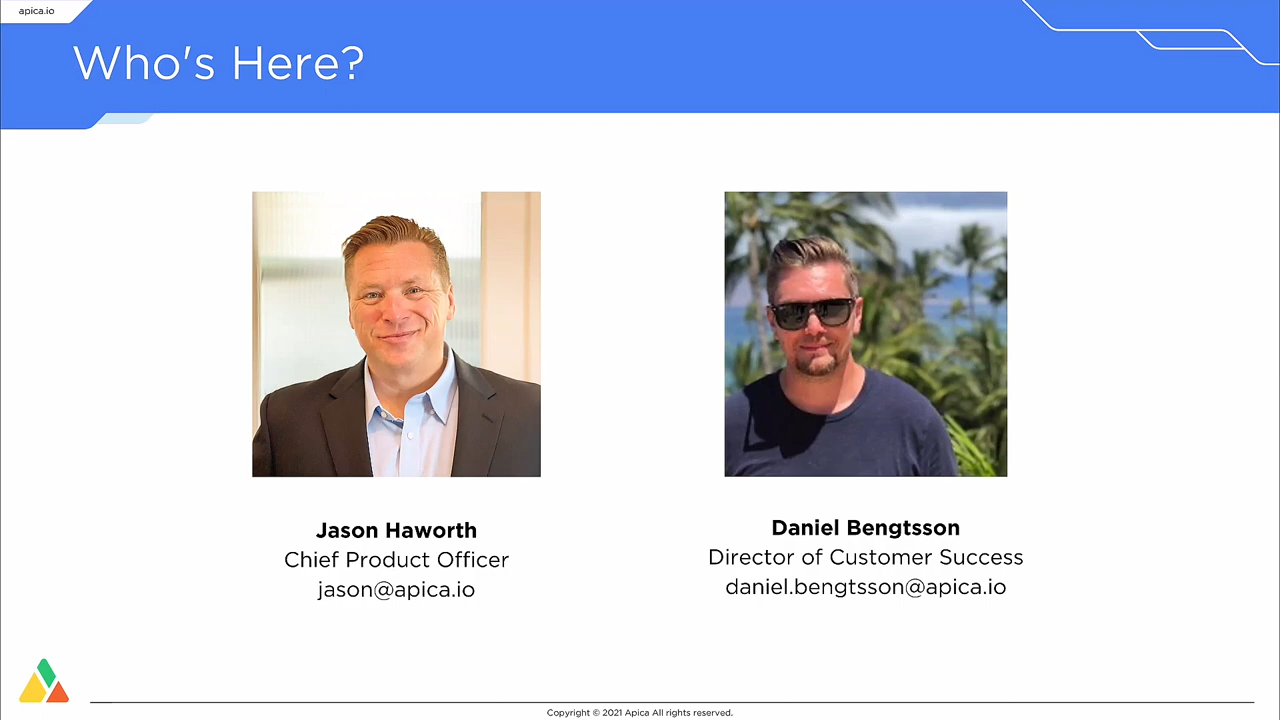 apica.io
Who's Here?
Jason Haworth
Chief Product Officer
jason@apica.io
Daniel Bengtsson
Director of Customer Success
daniel.bengtsson@apica.io
Copyright © 2021 Apica All rights reserved.